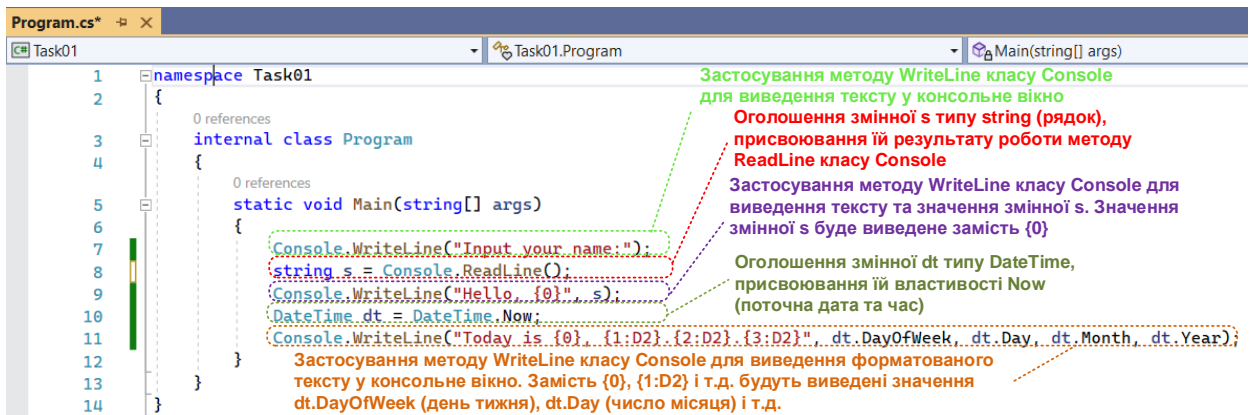 Program.cs*
C# Task01
Task01.Program
Main(string[] args)
1 namespace Task01
2 {
0 references
3 internal class Program
4 {
0 references
5 static void Main(string[] args)
6 {
7 Console.WriteLine("Input your name:");
8 string s = Console.ReadLine();
9 Console.WriteLine("Hello, {0}", s);
10 DateTime dt = DateTime.Now;
11 Console.WriteLine("Today is {0}, {1:D2}.{2:D2}.{3:D2}", dt.DayOfWeek, dt.Day, dt.Month, dt.Year);
12 }
13 }
14 }
Застосування методу WriteLine класу Console
для виведення тексту у консольне вікно
Оголошення змінної s типу string (рядок),
присвоювання їй результату роботи методу
ReadLine класу Console
Застосування методу WriteLine класу Console для
виведення тексту та значення змінної s. Значення
змінної s буде виведене замість {0}
Оголошення змінної dt типу DateTime,
присвоювання їй властивості Now
(поточна дата та час)
Застосування методу WriteLine класу Console для виведення форматованого
тексту у консольне вікно. Замість {0}, {1:D2} і т.д. будуть виведені значення
dt.DayOfWeek (день тижня), dt.Day (число місяця) і т.д.